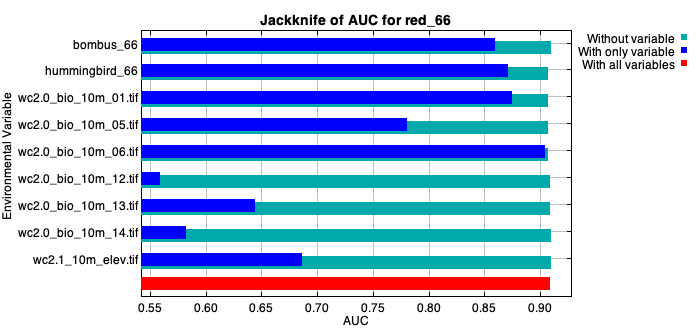 Jackknife of AUC for red_66
bombus_66
hummingbird_66
wc2.0_bio_10m_01.tif
wc2.0_bio_10m_05.tif
wc2.0_bio_10m_06.tif
wc2.0_bio_10m_12.tif
wc2.0_bio_10m_13.tif
wc2.0_bio_10m_14.tif
wc2.1_10m_elev.tif
Environmental Variable
0.55 0.60 0.65 0.70 0.75 0.80 0.85 0.90
AUC
Without variable
With only variable
With all variables